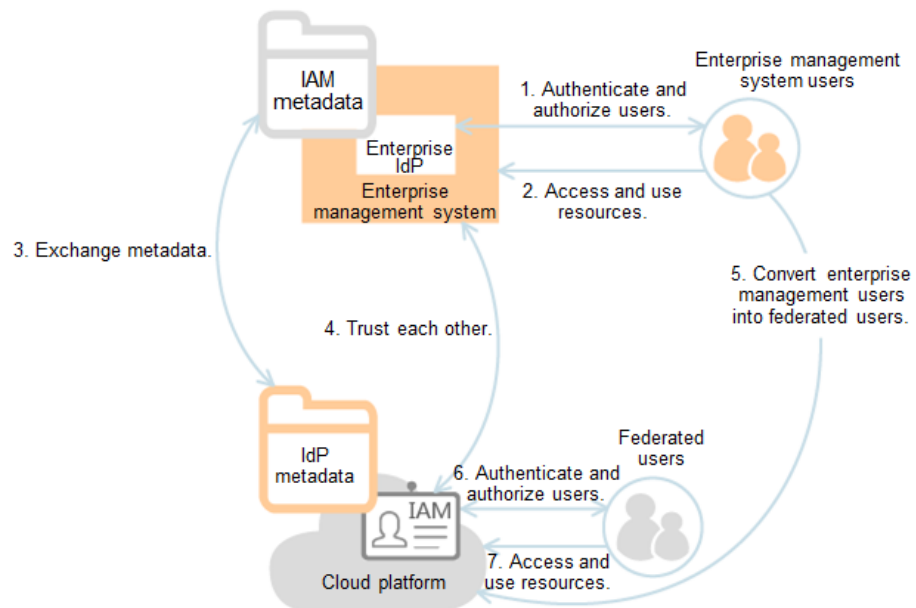 IAM
metadata
Enterprise
IdP
Enterprise
management system
1. Authenticate and
authorize users.
2. Access and use
resources.
Enterprise management
system users
3. Exchange metadata.
4. Trust each other.
5. Convert enterprise
management users
into federated users.
IdP
metadata
IAM
Cloud platform
6. Authenticate and
authorize users.
Federated
users
7. Access and
use resources.